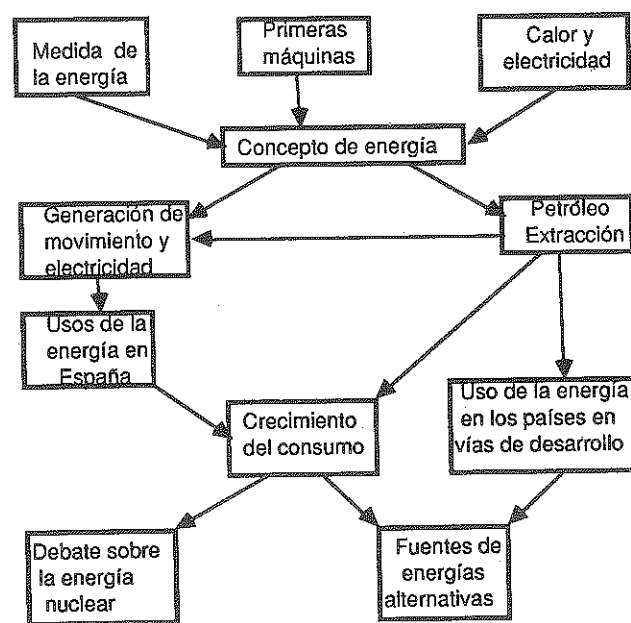 Medida de
la energía
Primeras
máquinas
Calor y
electricidad
Concepto de energía
Generación de
movimiento y
electricidad
Petróleo
Extracción
Usos de la
energía en
España
Crecimiento
del consumo
Uso de la energía
en los países en
vías de desarrollo
Debate sobre
la energía
nuclear
Fuentes de
energías
alternativas